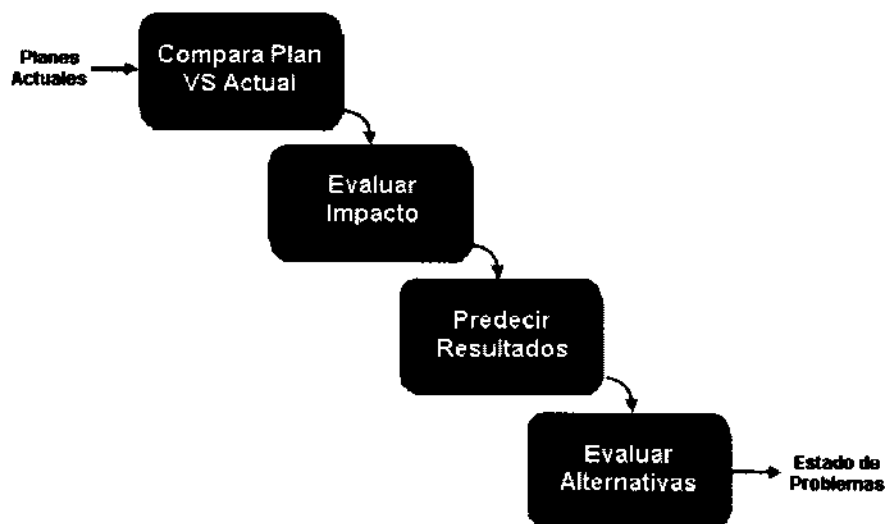 Planes
Actuales
Compara Plan
VS Actual
Evaluar
Impacto
Predecir
Resultados
Evaluar
Alternativas
Estado de
Problemas